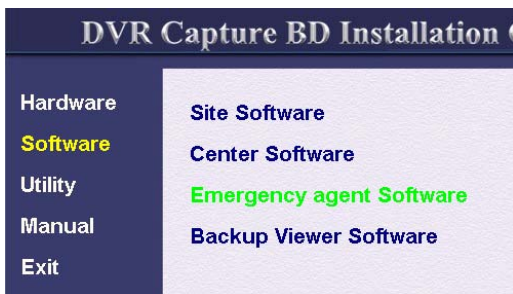 DVR Capture BD Installation
Hardware
Software
Utility
Manual
Exit
Site Software
Center Software
Emergency agent Software
Backup Viewer Software